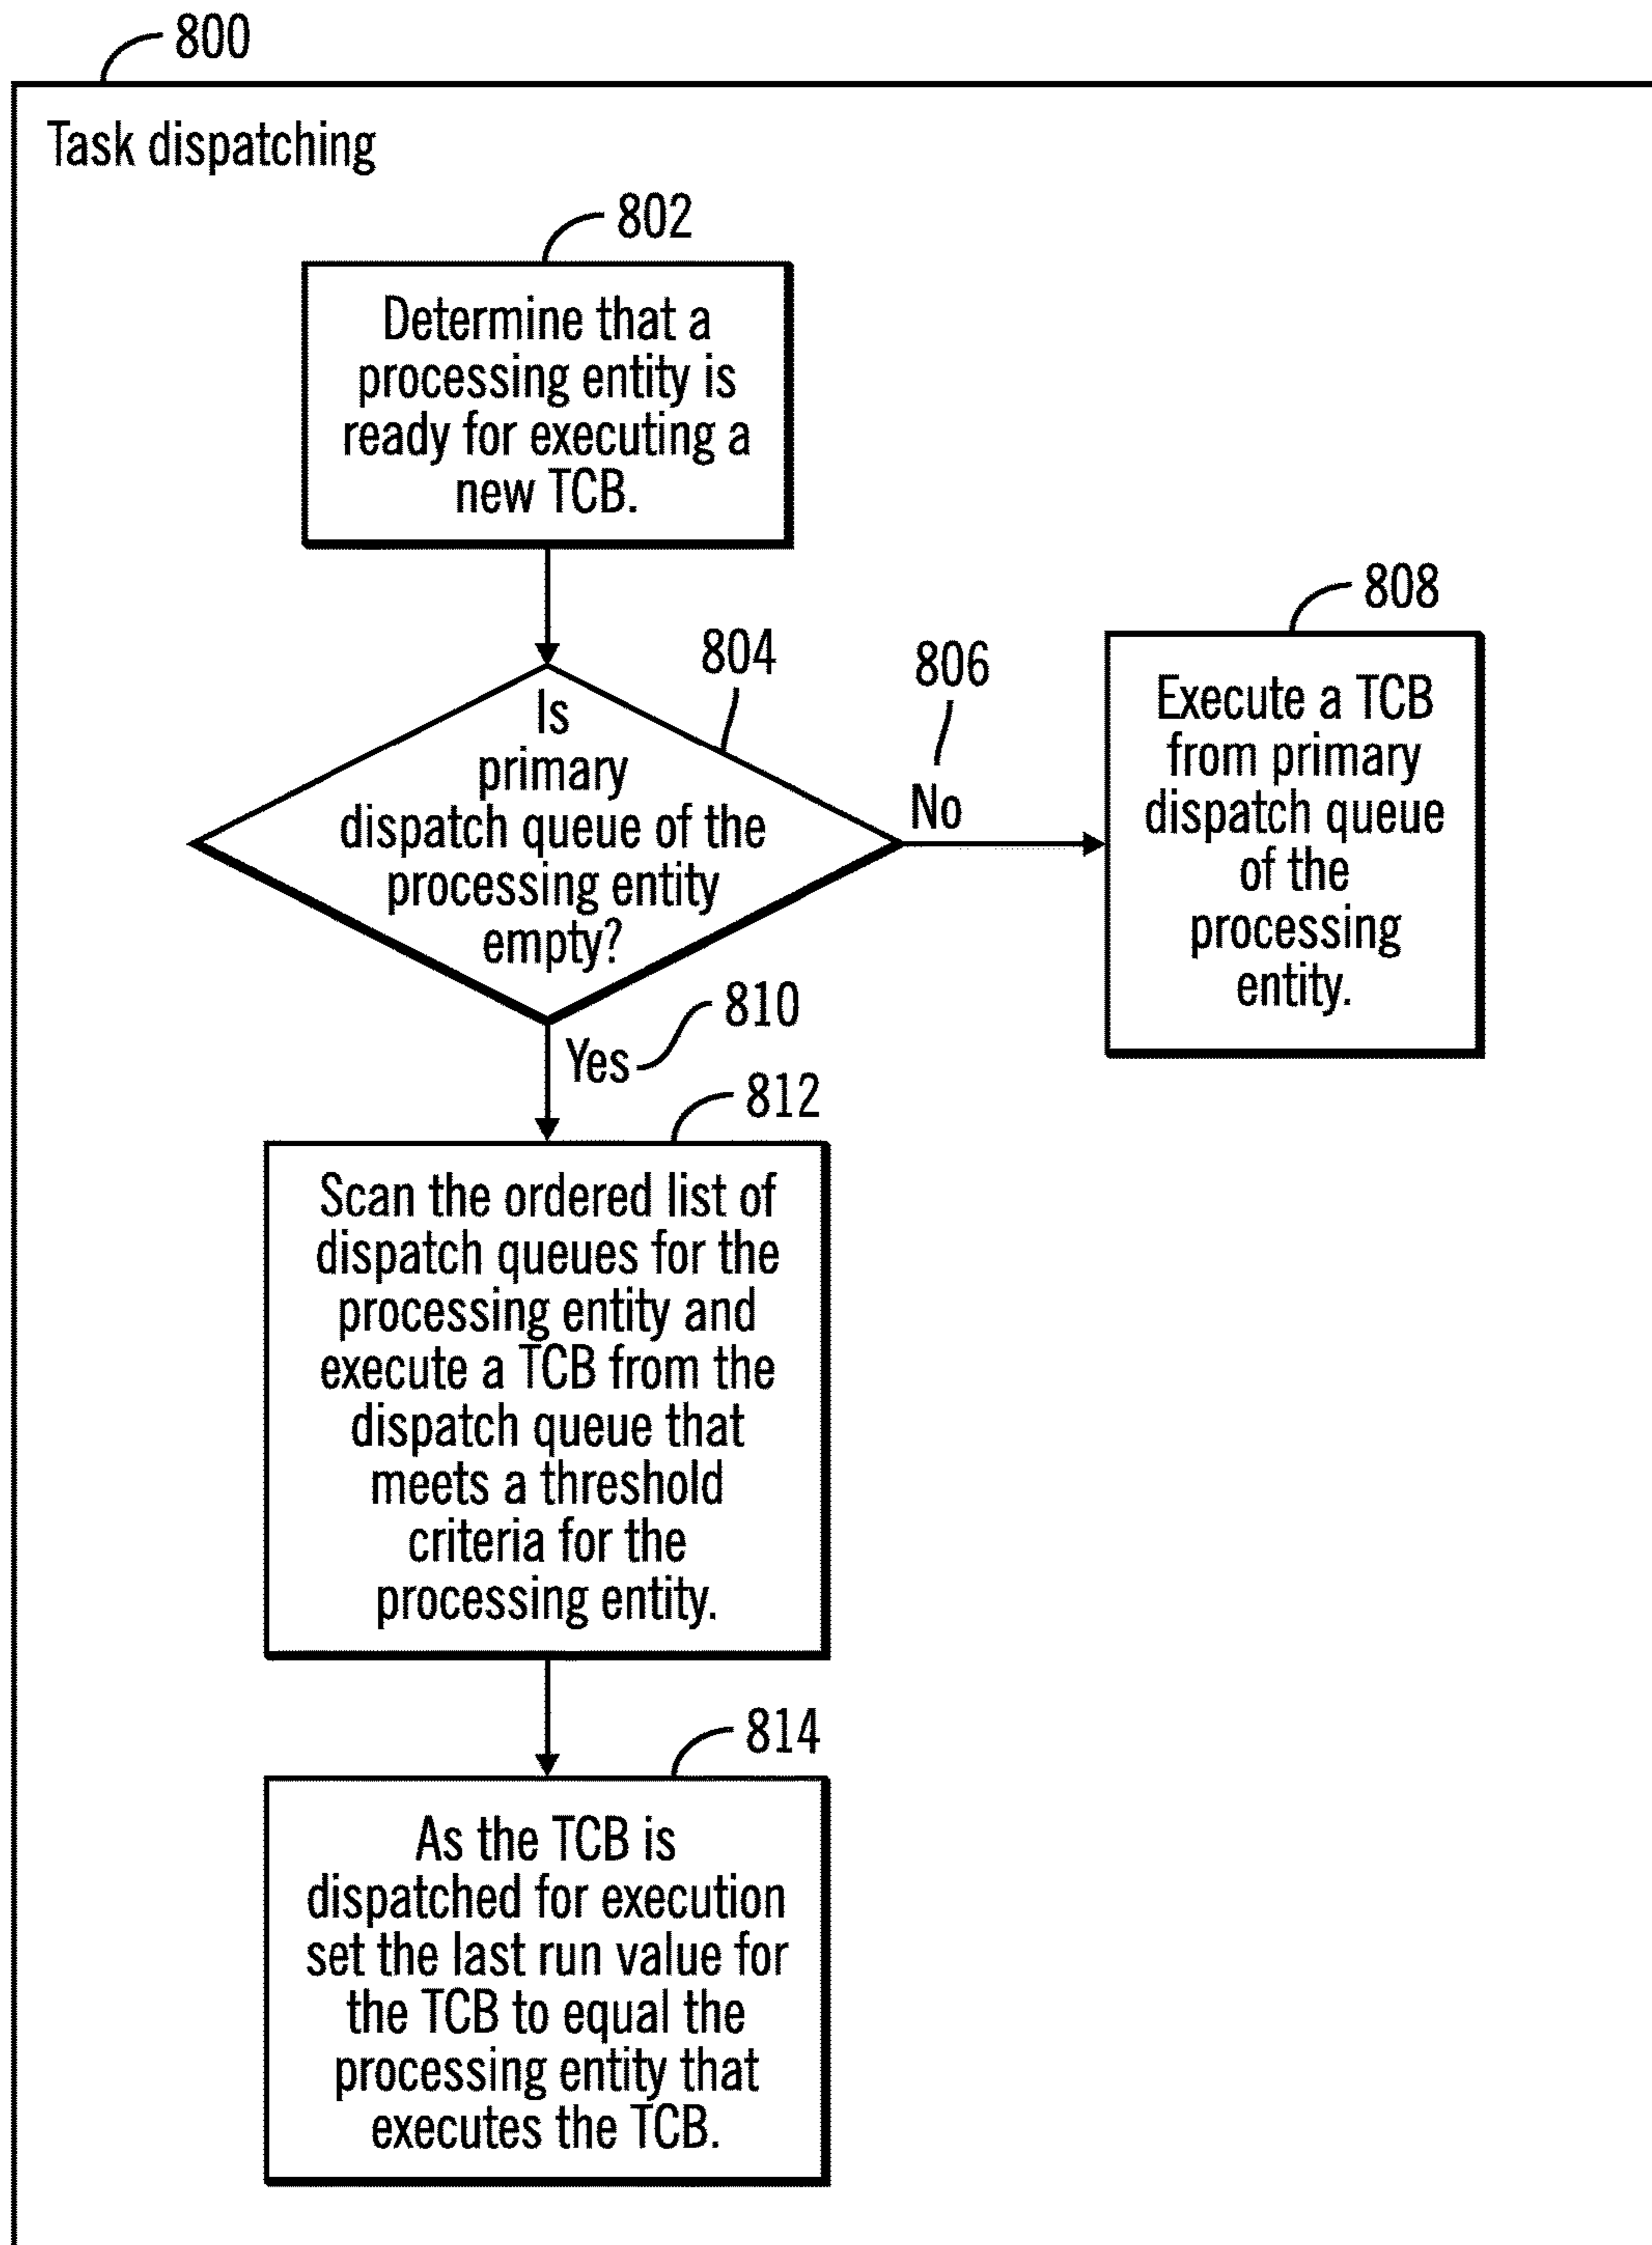 800
Task dispatching
802
Determine that a
processing entity is
ready for executing a
new TCB.
804
Is
primary
dispatch queue of the
processing entity
empty?
806
No
808
Execute a TCB
from primary
dispatch queue
of the
processing
entity.
810
Yes
812
Scan the ordered list of
dispatch queues for the
processing entity and
execute a TCB from the
dispatch queue that
meets a threshold
criteria for the
processing entity.
814
As the TCB is
dispatched for execution
set the last run value for
the TCB to equal the
processing entity that
executes the TCB.